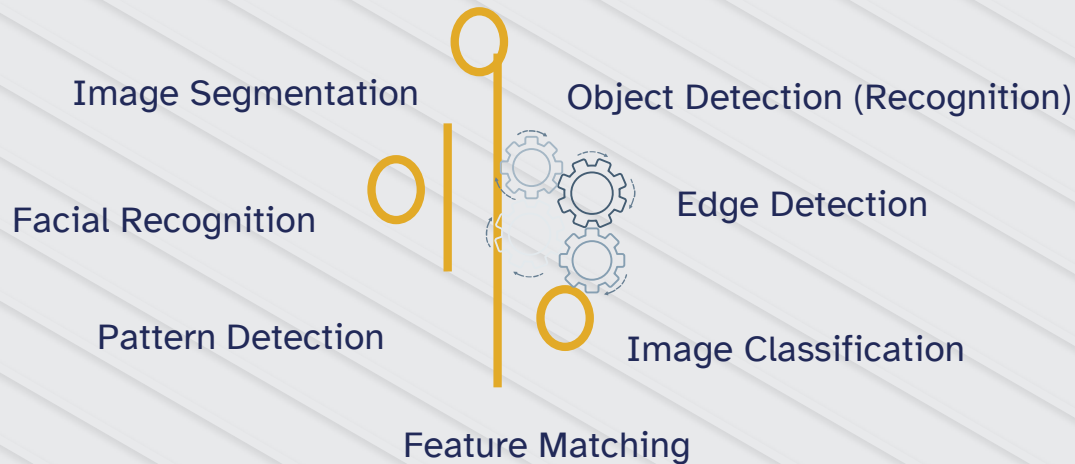 Image Segmentation
Object Detection (Recognition)
Facial Recognition
Edge Detection
Pattern Detection
Image Classification
Feature Matching